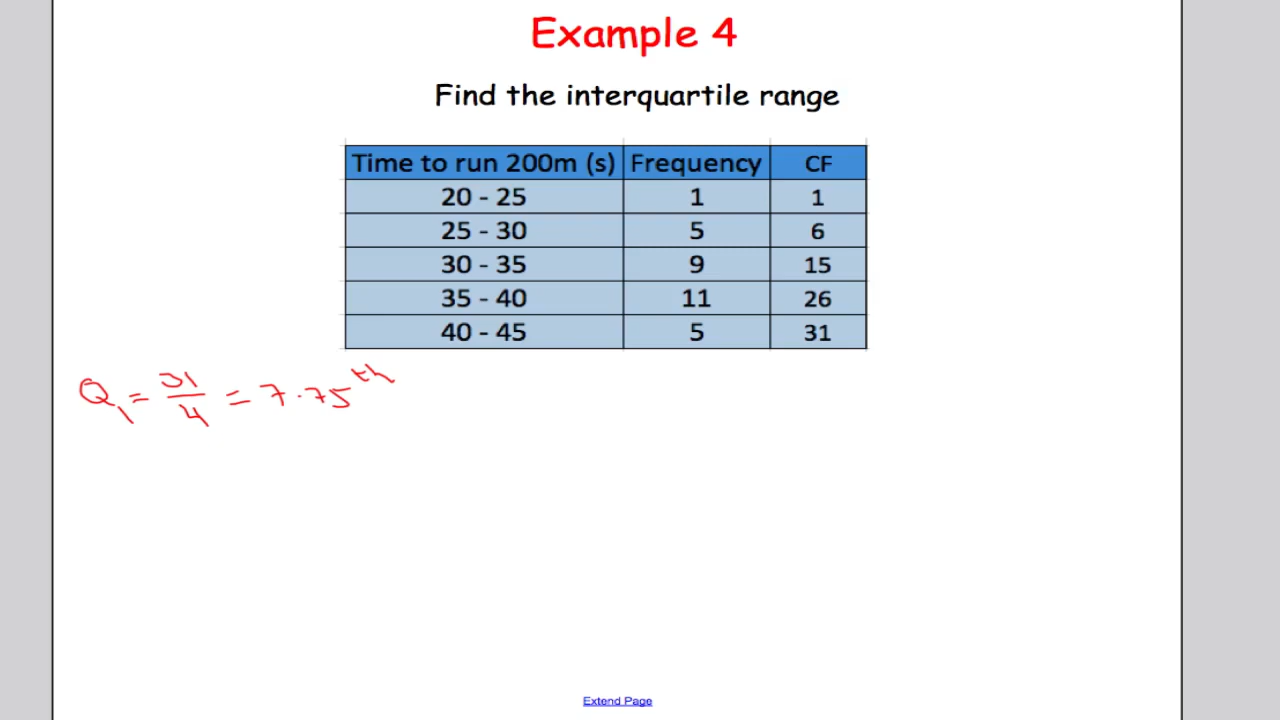 Example 4
Find the interquartile range
Time to run 200m (s) Frequency CF
20 - 25 1 1
25 - 30 5 6
30 - 35 9 15
35 - 40 11 26
40 - 45 5 31
Q₁ = 31/4 = 7.75th
Extend Page